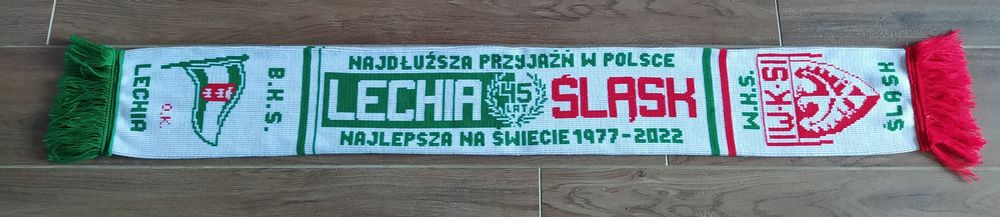 LECHIA
O.K.
B.K.S.
NAJDŁUŻSZA PRZYJAŹŃ W POLSCE
LECHIA 45 LAT ŚLĄSK
NAJLEPSZA NA ŚWIECIE 1977-2022
W.K.S.
WKS
ŚLĄSK